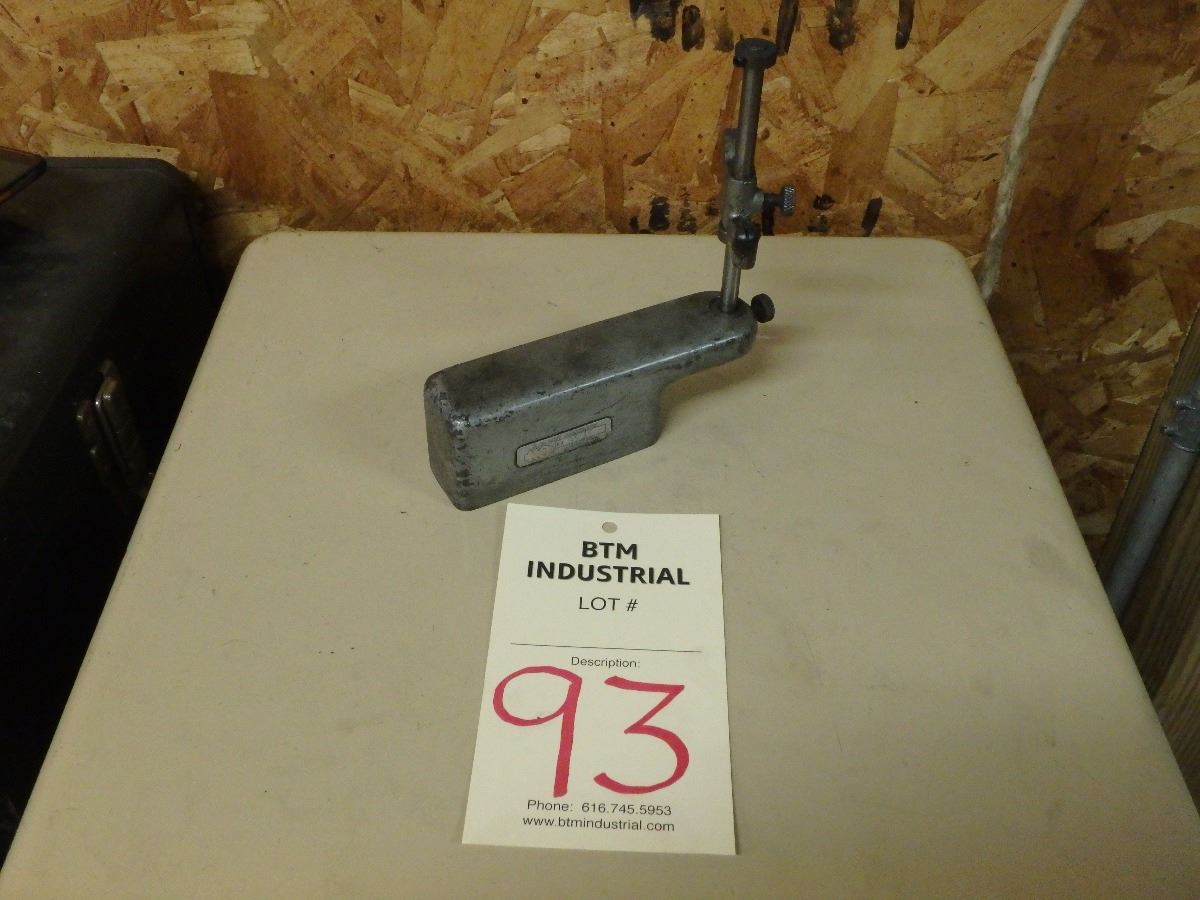 BTM
INDUSTRIAL
LOT #
Description:
93
Phone: 616.745.5953
www.btmindustrial.com